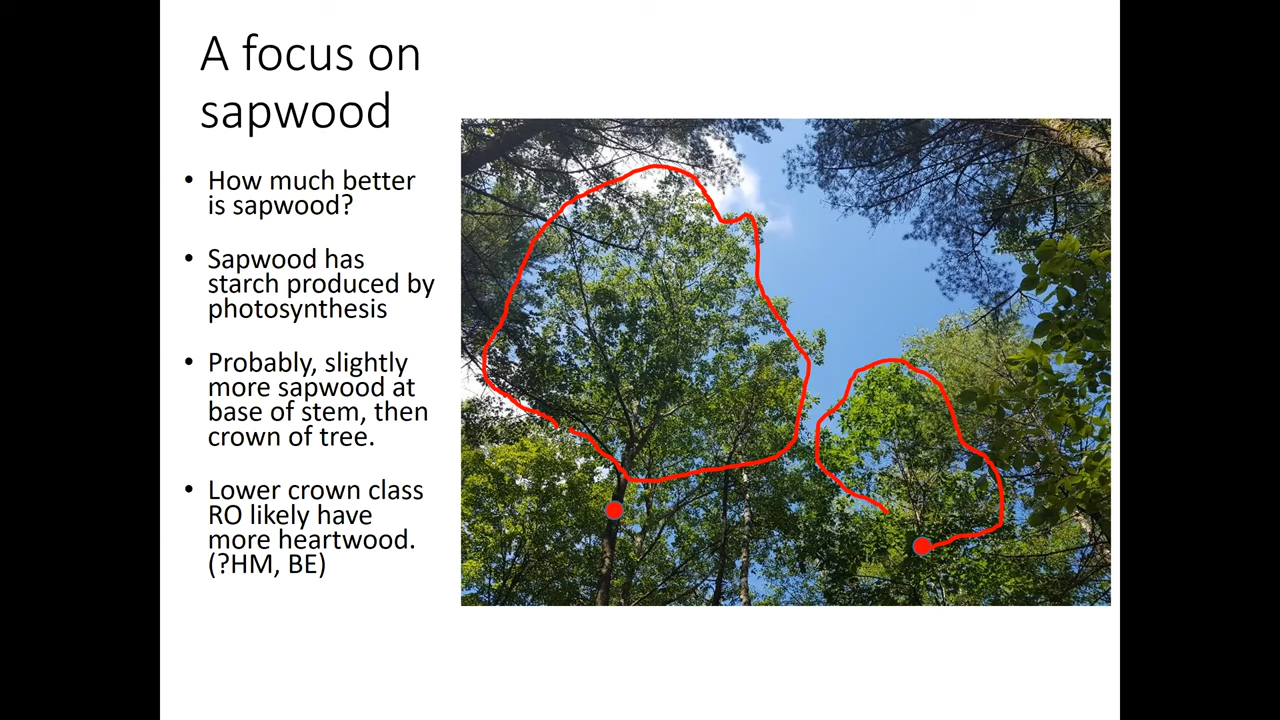 A focus on
sapwood
• How much better
is sapwood?
• Sapwood has
starch produced by
photosynthesis
• Probably, slightly
more sapwood at
base of stem, then
crown of tree.
• Lower crown class
RO likely have
more heartwood.
(?HM, BE)